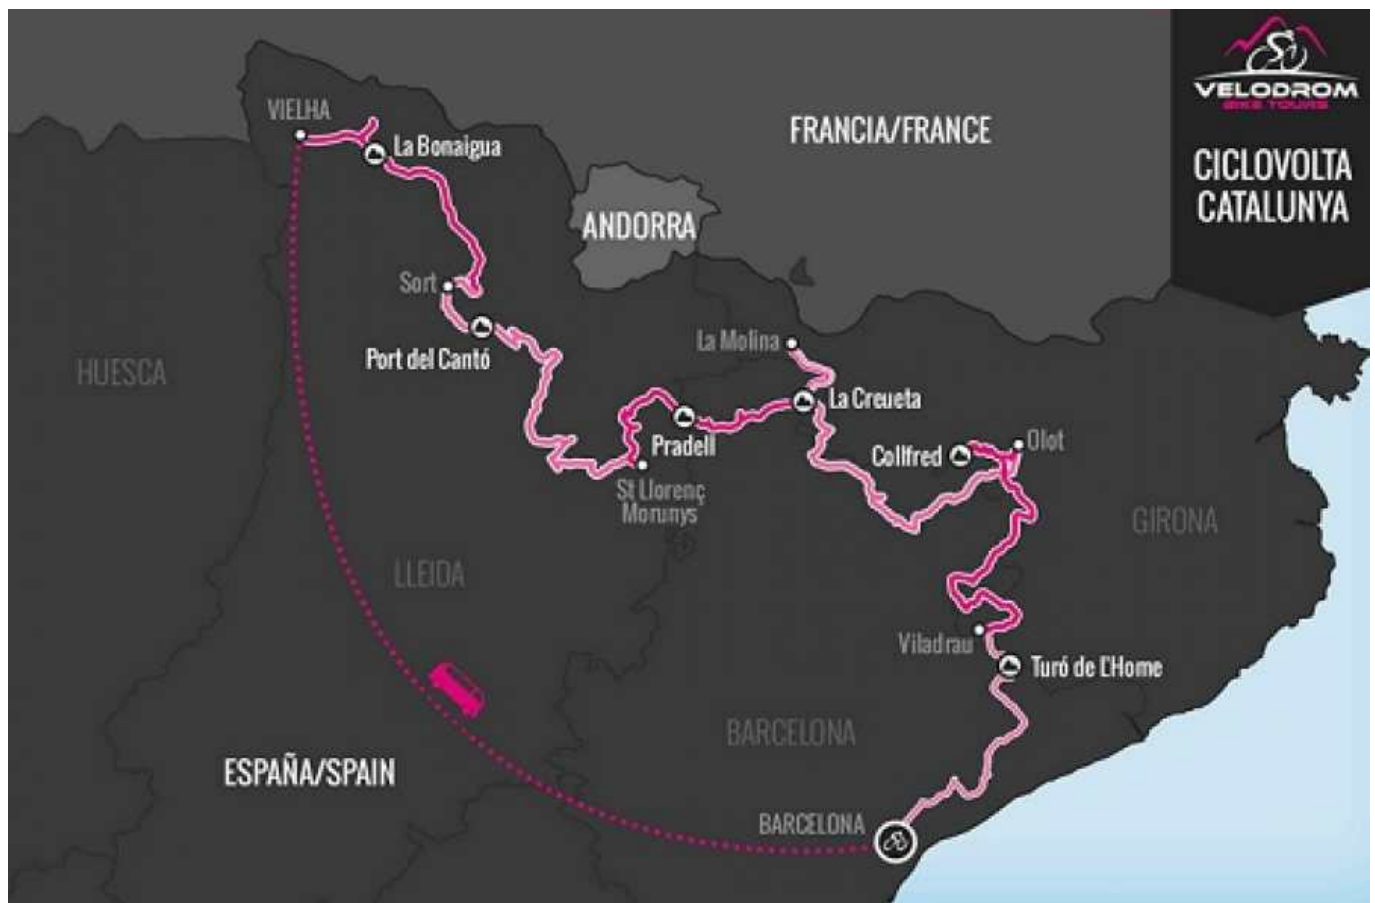 VELODROM
BIKE TOURS
CICLOVOLTA
CATALUNYA
FRANCIA/FRANCE
VIELHA
La Bonaigua
ANDORRA
Sort
Port del Cantó
HUESCA
La Molina
La Creueta
Pradell
St Llorenç
Morunys
Collfred
Olot
GIRONA
LLEIDA
Viladrau
Turó de L'Home
BARCELONA
ESPAÑA/SPAIN
BARCELONA